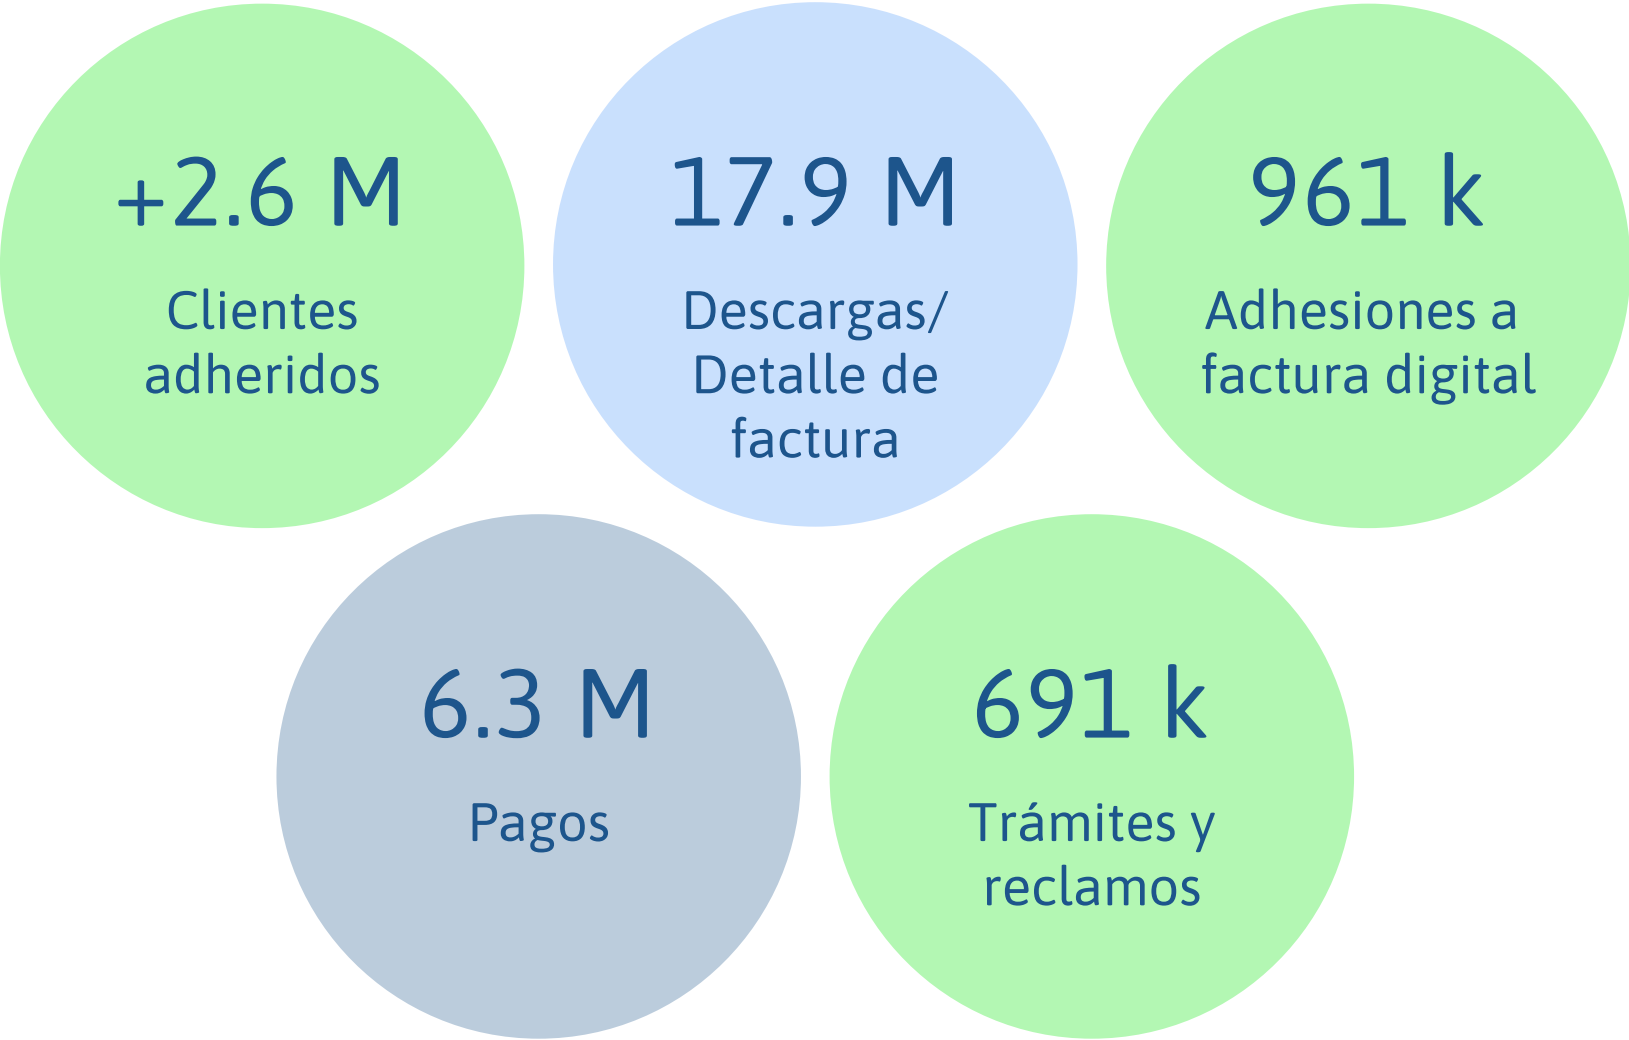 +2.6 M
Clientes
adheridos
17.9 M
Descargas/
Detalle de
factura
961 k
Adhesiones a
factura digital
6.3 M
Pagos
691 k
Trámites y
reclamos